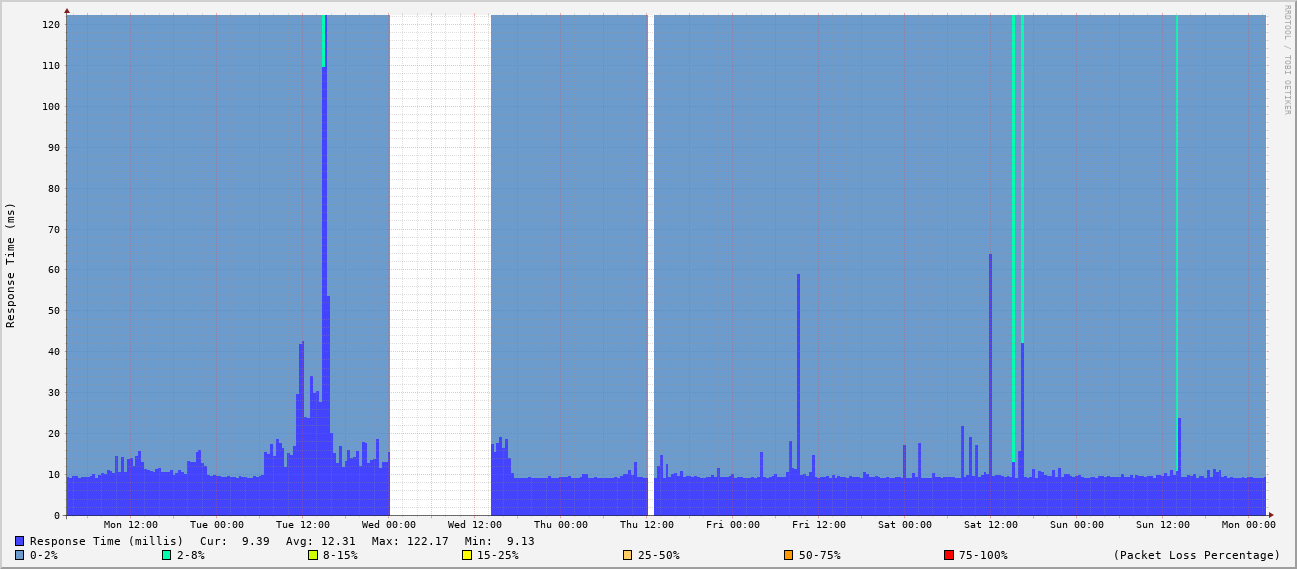 RRDTOOL / TOBI OETIKER
Response Time (ms)
120
110
100
90
80
70
60
50
40
30
20
10
0
Mon 12:00 Tue 00:00 Tue 12:00 Wed 00:00 Wed 12:00 Thu 00:00 Thu 12:00 Fri 00:00 Fri 12:00 Sat 00:00 Sat 12:00 Sun 00:00 Sun 12:00 Mon 00:00
Response Time (millis) Cur: 9.39 Avg: 12.31 Max: 122.17 Min: 9.13
0-2% 2-8% 8-15% 15-25% 25-50% 50-75% 75-100% (Packet Loss Percentage)